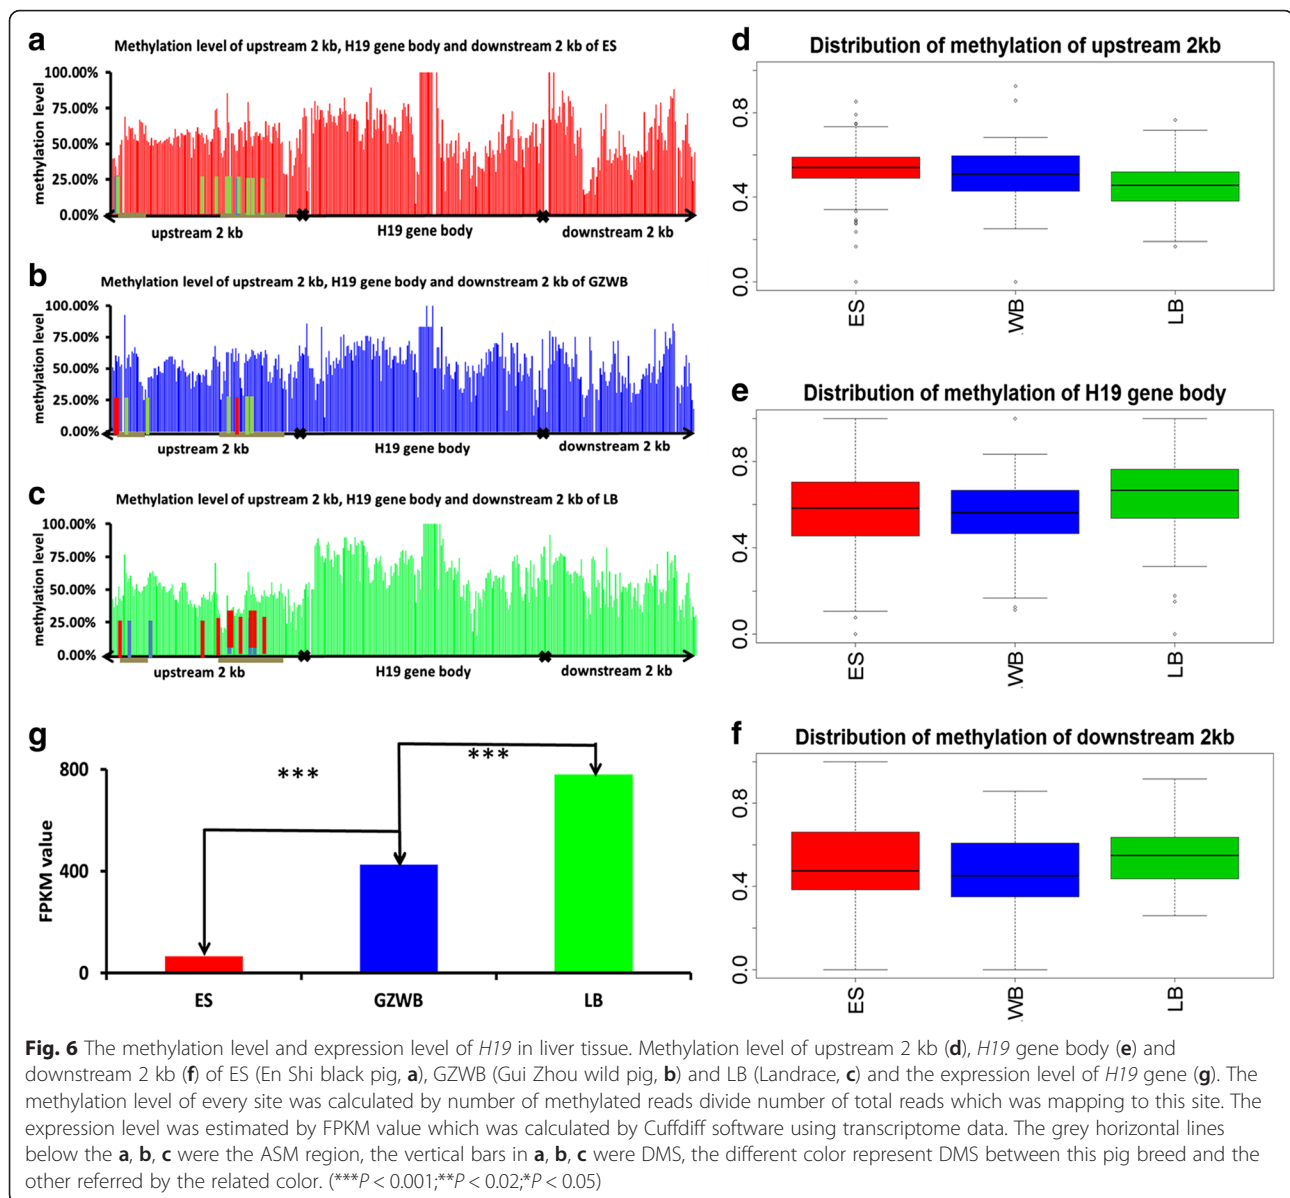 a
Methylation level of upstream 2 kb, H19 gene body and downstream 2 kb of ES
methylation level
100.00%
75.00%
50.00%
25.00%
0.00%
upstream 2 kb
H19 gene body
downstream 2 kb
b
Methylation level of upstream 2 kb, H19 gene body and downstream 2 kb of GZWB
methylation level
100.00%
75.00%
50.00%
25.00%
0.00%
upstream 2 kb
H19 gene body
downstream 2 kb
c
Methylation level of upstream 2 kb, H19 gene body and downstream 2 kb of LB
methylation level
100.00%
75.00%
50.00%
25.00%
0.00%
upstream 2 kb
H19 gene body
downstream 2 kb
g
FPKM value
800
400
0
***
***
ES
GZWB
LB
d
Distribution of methylation of upstream 2kb
0.8
0.4
0.0
ES
.WB
LB
e
Distribution of methylation of H19 gene body
0.8
0.4
0.0
ES
.WB
LB
f
Distribution of methylation of downstream 2kb
0.8
0.4
0.0
ES
.WB
LB
Fig. 6 The methylation level and expression level of H19 in liver tissue. Methylation level of upstream 2 kb (d), H19 gene body (e) and
downstream 2 kb (f) of ES (En Shi black pig, a), GZWB (Gui Zhou wild pig, b) and LB (Landrace, c) and the expression level of H19 gene (g). The
methylation level of every site was calculated by number of methylated reads divide number of total reads which was mapping to this site. The
expression level was estimated by FPKM value which was calculated by Cuffdiff software using transcriptome data. The grey horizontal lines
below the a, b, c were the ASM region, the vertical bars in a, b, c were DMS, the different color represent DMS between this pig breed and the
other referred by the related color. (***P < 0.001;**P < 0.02;*P < 0.05)